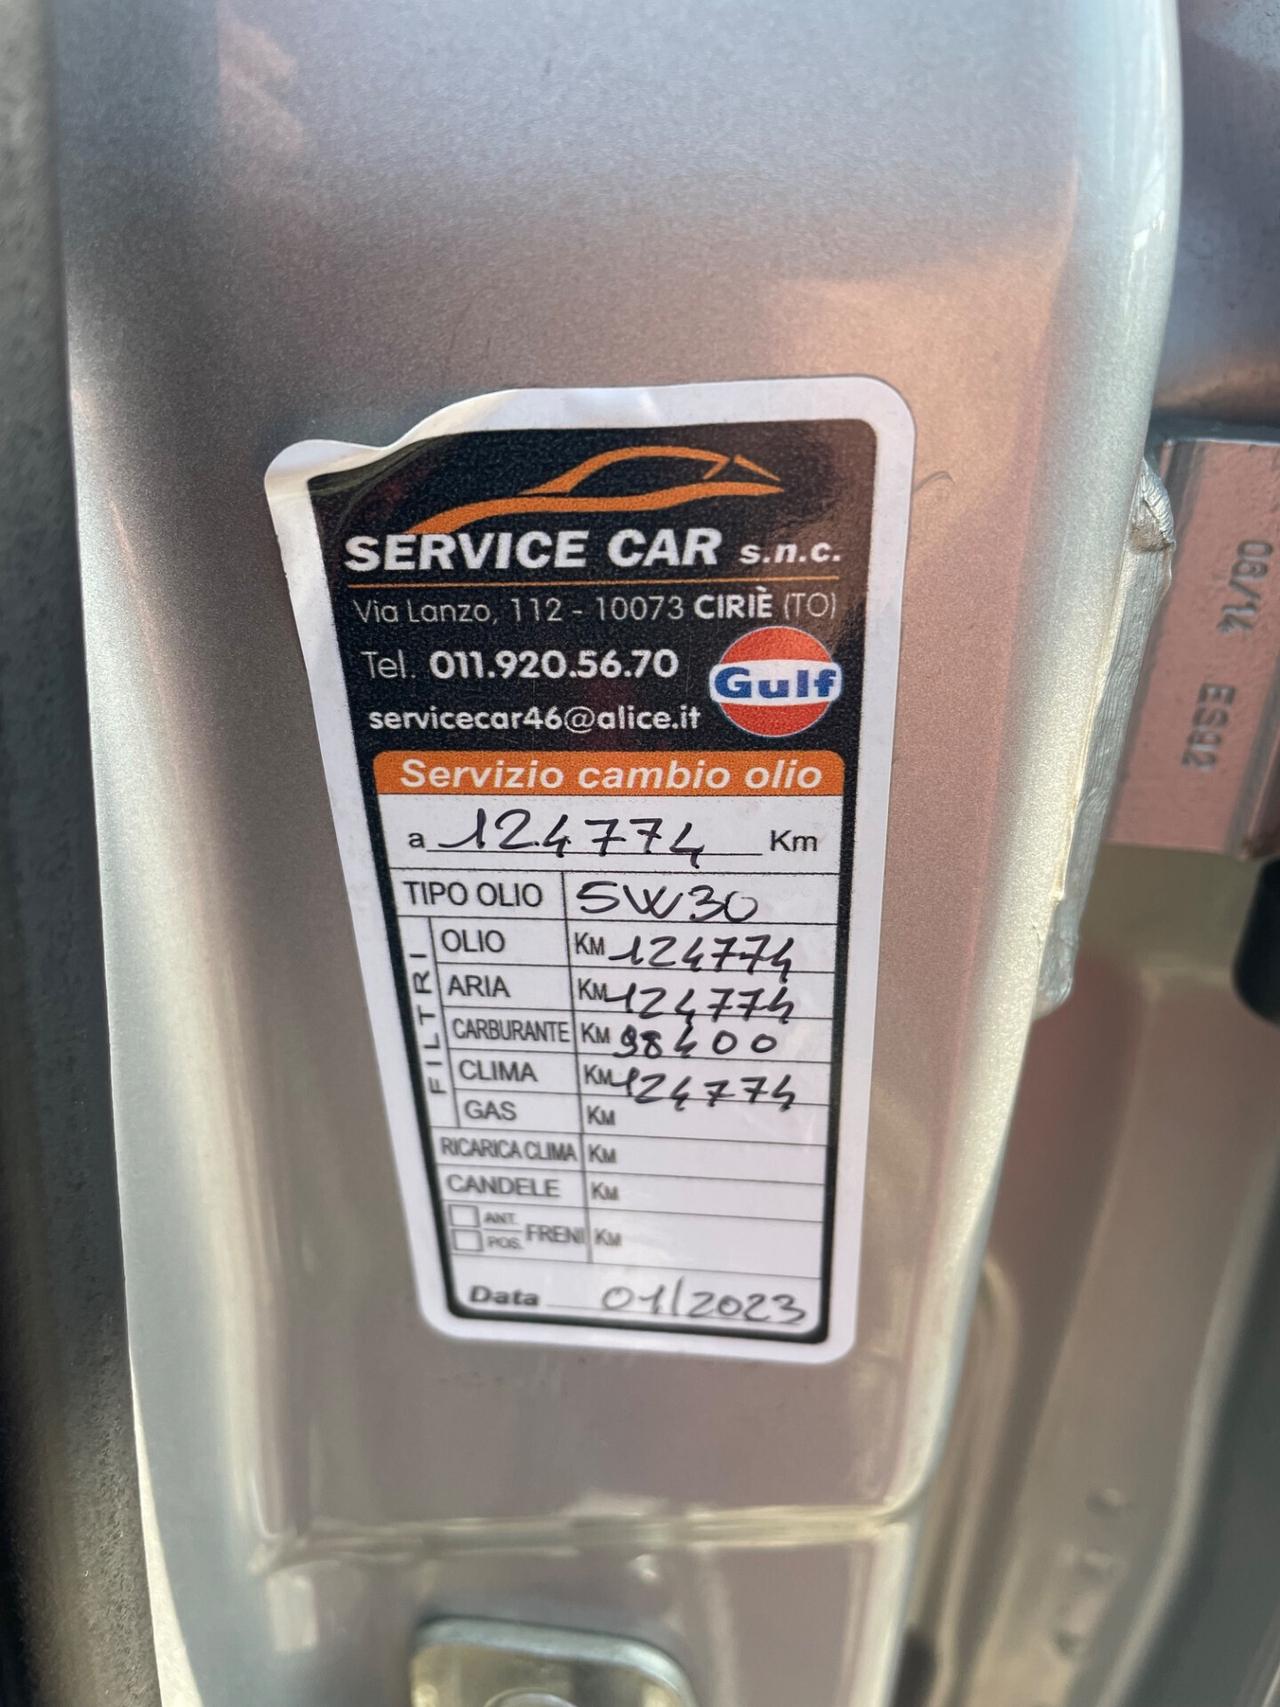 SERVICE CAR s.n.c.
Via Lanzo, 112 - 10073 CIRIÈ (TO)
Tel. 011.920.56.70
servicecar46@alice.it
Gulf
Servizio cambio olio
a 124774 Km
TIPO OLIO 5W30
FILTRI
OLIO KM 124774
ARIA KM 124774
CARBURANTE KM 98400
CLIMA KM 124774
GAS KM
RICARICA CLIMA KM
CANDELE KM
ANT. POS. FRENI KM
Data 01/2023
08/14 ES92